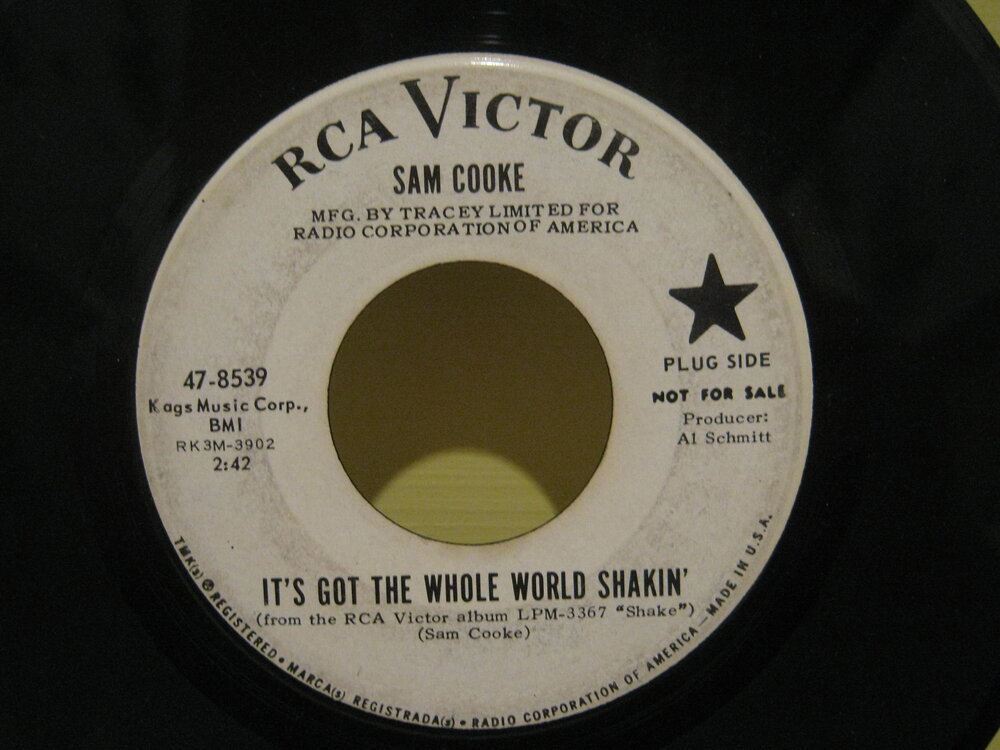 RCA VICTOR
SAM COOKE
MFG. BY TRACEY LIMITED FOR
RADIO CORPORATION OF AMERICA
PLUG SIDE
NOT FOR SALE
Producer:
Al Schmitt
47-8539
Kags Music Corp.,
BMI
RK3M-3902
2:42
IT'S GOT THE WHOLE WORLD SHAKIN'
(from the RCA Victor album LPM-3367 "Shake")
(Sam Cooke)
TMK(s) ® REGISTERED • MARCA(s) REGISTRADA(s) • RADIO CORPORATION OF AMERICA—MADE IN U.S.A.